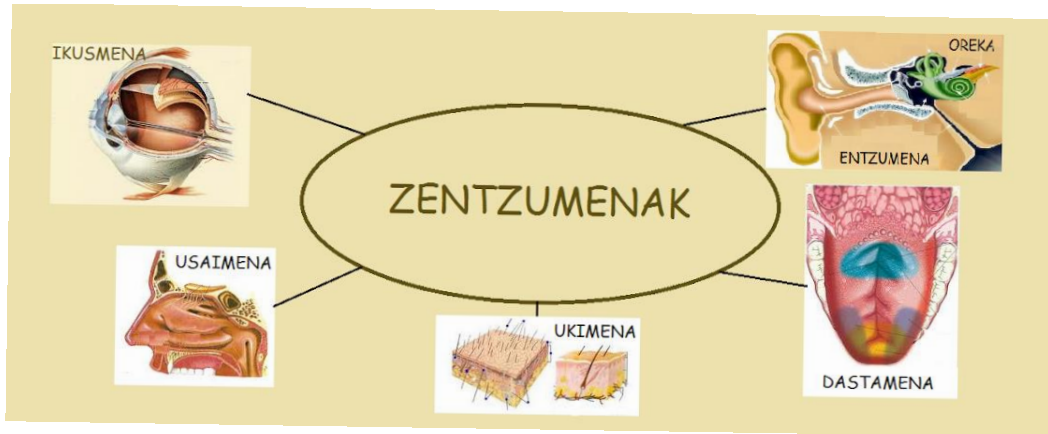 IKUSMENA
OREKA
ENTZUMENA
ZENTZUMENAK
USAIMENA
UKIMENA
DASTAMENA